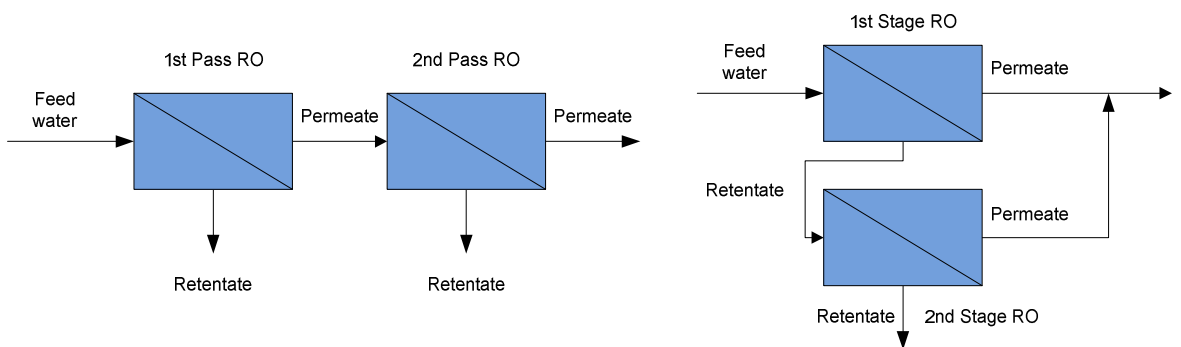 1st Pass RO
2nd Pass RO
Feed
water
Permeate
Permeate
Retentate
Retentate
1st Stage RO
Feed
water
Permeate
Retentate
Permeate
Retentate
2nd Stage RO